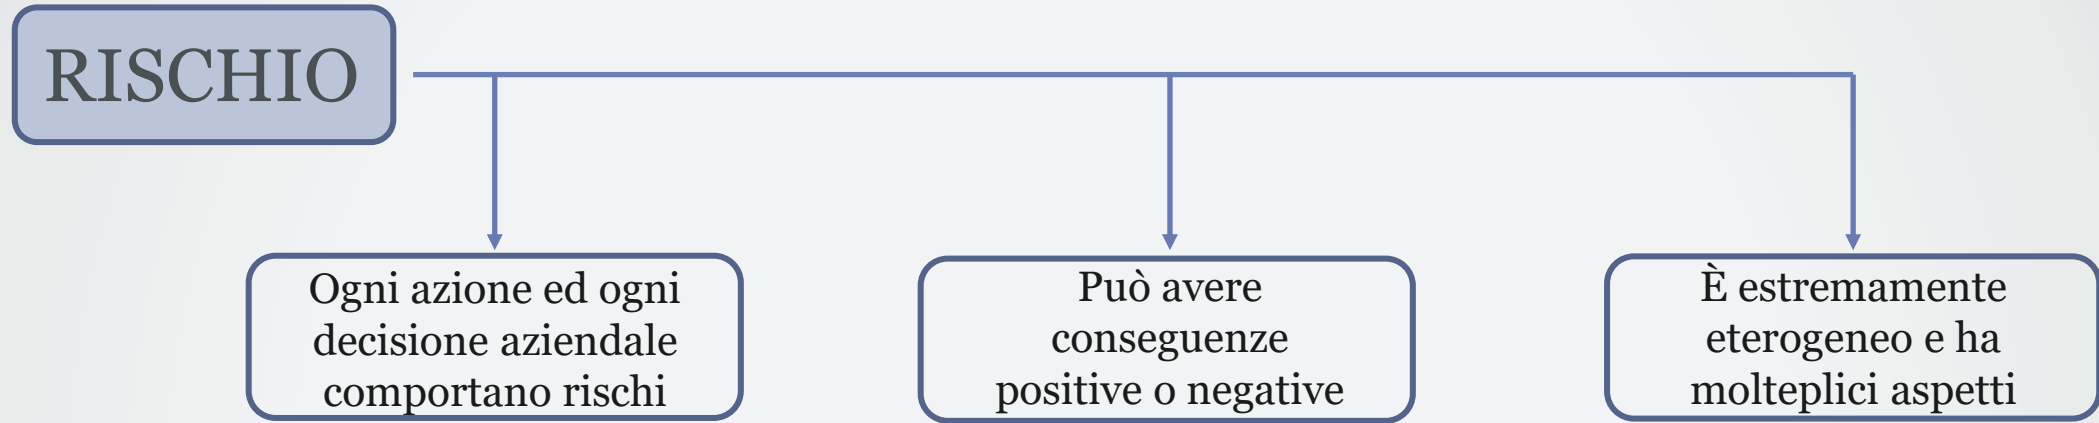 RISCHIO
Ogni azione ed ogni
decisione aziendale
comportano rischi
Può avere
conseguenze
positive o negative
È estremamente
eterogeneo e ha
molteplici aspetti